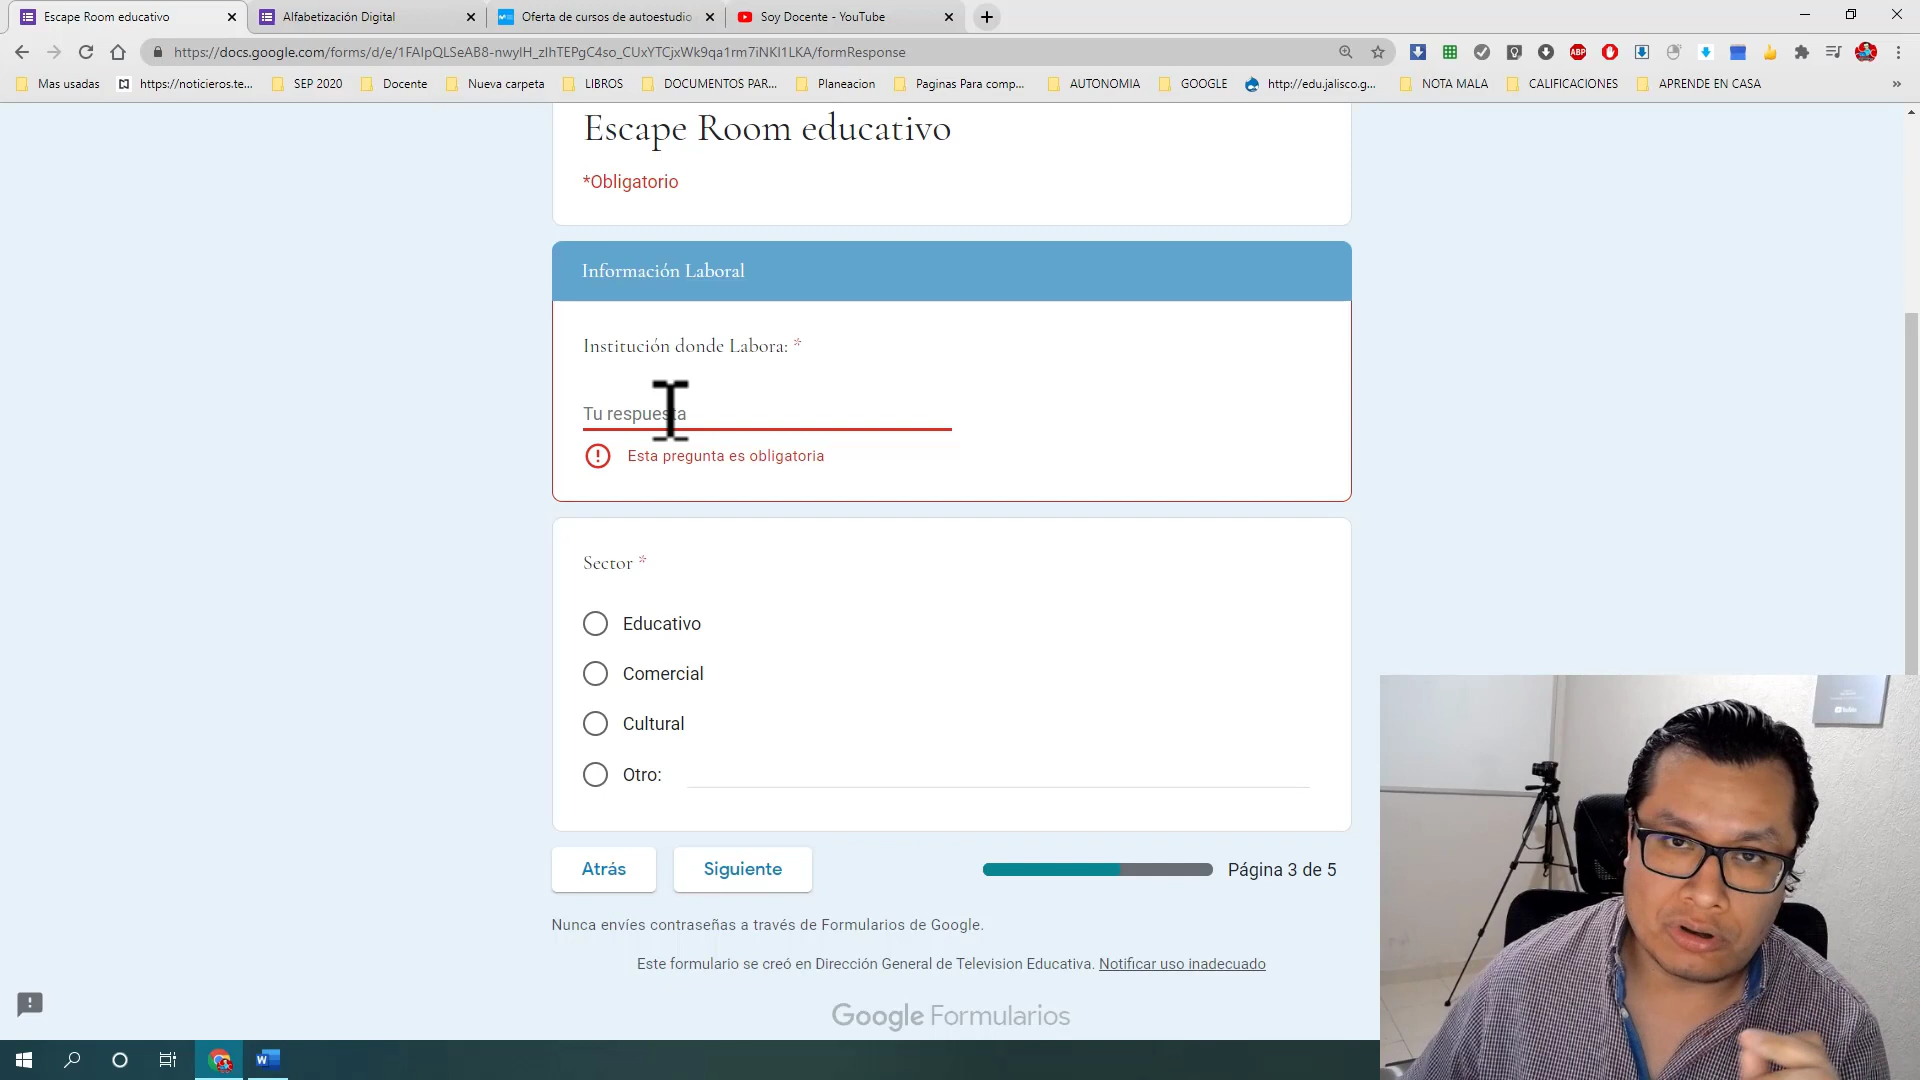 Escape Room educativo
Alfabetización Digital
Oferta de cursos de autoestudio
Soy Docente - YouTube
https://docs.google.com/forms/d/e/1FAIpQLSeAB8-nwylH_zIhTEPgC4so_CUxYTCjxWk9qa1rm7iNKI1LKA/formResponse
Mas usadas
https://noticieros.te...
SEP 2020
Docente
Nueva carpeta
LIBROS
DOCUMENTOS PAR...
Planeacion
Paginas Para comp...
AUTONOMIA
GOOGLE
http://edu.jalisco.g...
NOTA MALA
CALIFICACIONES
APRENDE EN CASA
Escape Room educativo
*Obligatorio
Información Laboral
Institución donde Labora: *
Tu respuesta
Esta pregunta es obligatoria
Sector *
Educativo
Comercial
Cultural
Otro:
Atrás
Siguiente
Página 3 de 5
Nunca envíes contraseñas a través de Formularios de Google.
Este formulario se creó en Dirección General de Television Educativa. Notificar uso inadecuado
Google Formularios